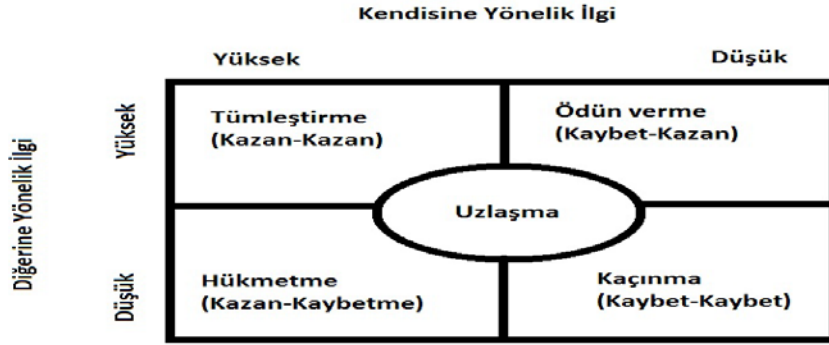 Kendisine Yönelik İlgi
Yüksek
Düşük
Diğerine Yönelik İlgi
Yüksek
Tümleştirme
(Kazan-Kazan)
Ödün verme
(Kaybet-Kazan)
Uzlaşma
Düşük
Hükmetme
(Kazan-Kaybetme)
Kaçınma
(Kaybet-Kaybet)